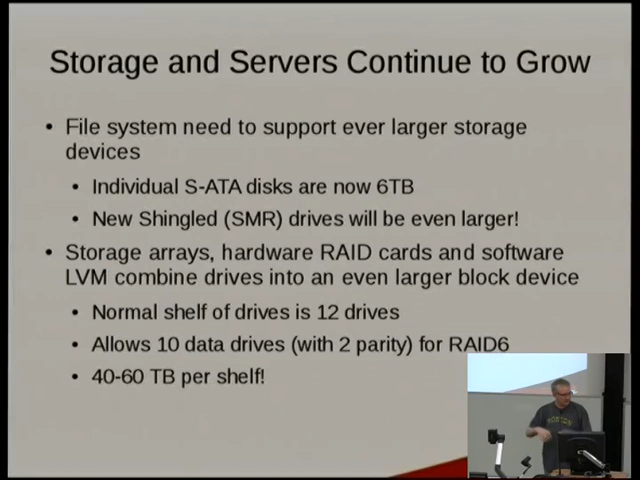 Storage and Servers Continue to Grow
• File system need to support ever larger storage
devices
• Individual S-ATA disks are now 6TB
• New Shingled (SMR) drives will be even larger!
• Storage arrays, hardware RAID cards and software
LVM combine drives into an even larger block device
• Normal shelf of drives is 12 drives
• Allows 10 data drives (with 2 parity) for RAID6
• 40-60 TB per shelf!